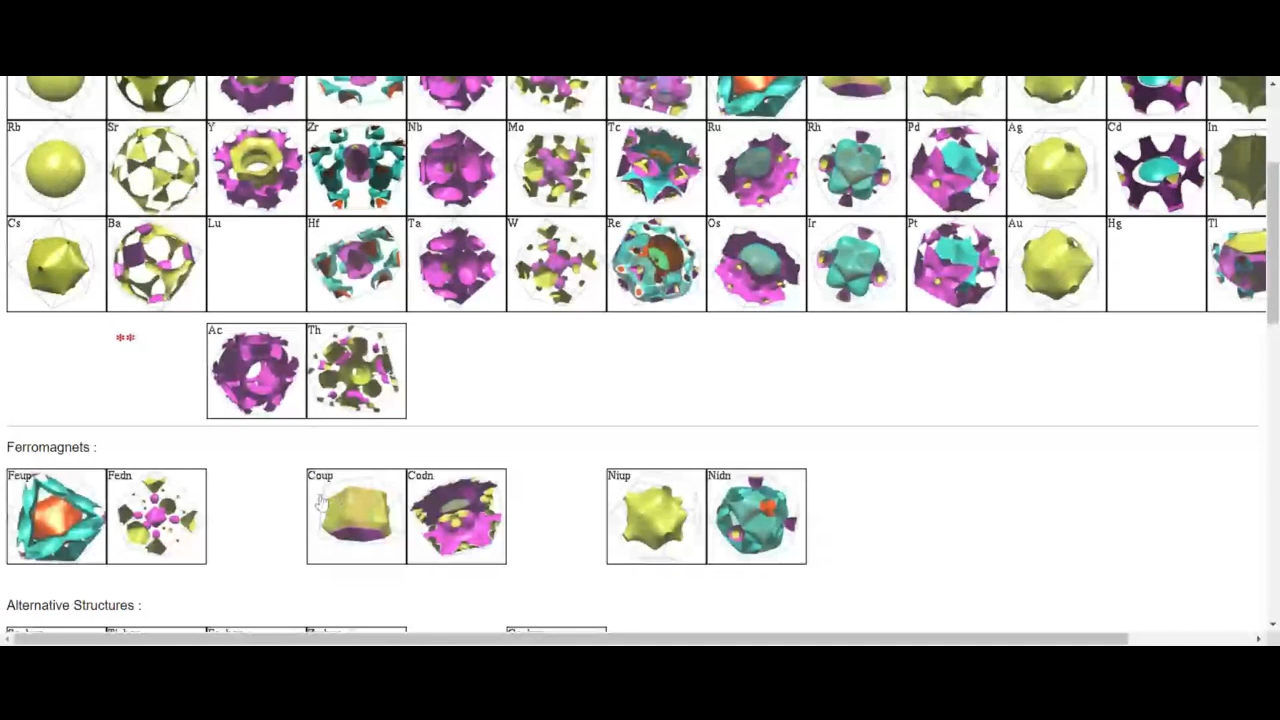 Rb Sr Y Zr Nb Mo Tc Ru Rh Pd Ag Cd In
Cs Ba Lu Hf Ta W Re Os Ir Pt Au Hg Tl
**
Ac Th
Ferromagnets :
Feup Fedn Coup Codn Niup Nidn
Alternative Structures :